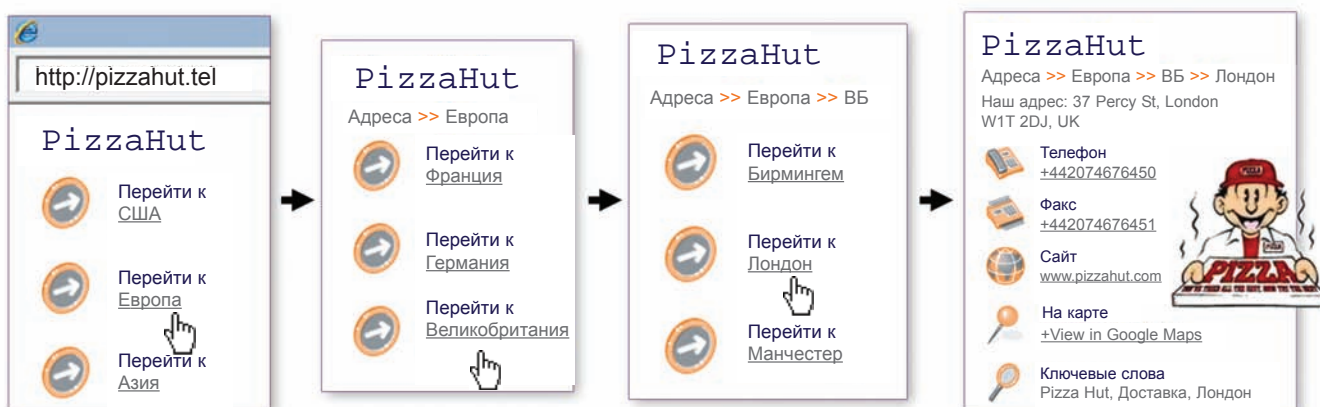 http://pizzahut.tel
PizzaHut
Перейти к
США
Перейти к
Европа
Перейти к
Азия
PizzaHut
Адреса >> Европа
Перейти к
Франция
Перейти к
Германия
Перейти к
Великобритания
PizzaHut
Адреса >> Европа >> ВБ
Перейти к
Бирмингем
Перейти к
Лондон
Перейти к
Манчестер
PizzaHut
Адреса >> Европа >> ВБ >> Лондон
Наш адрес: 37 Percy St, London
W1T 2DJ, UK
Телефон
+442074676450
Факс
+442074676451
Сайт
www.pizzahut.com
На карте
+View in Google Maps
Ключевые слова
Pizza Hut, Доставка, Лондон
PIZZA
PIZZA
PIZZA